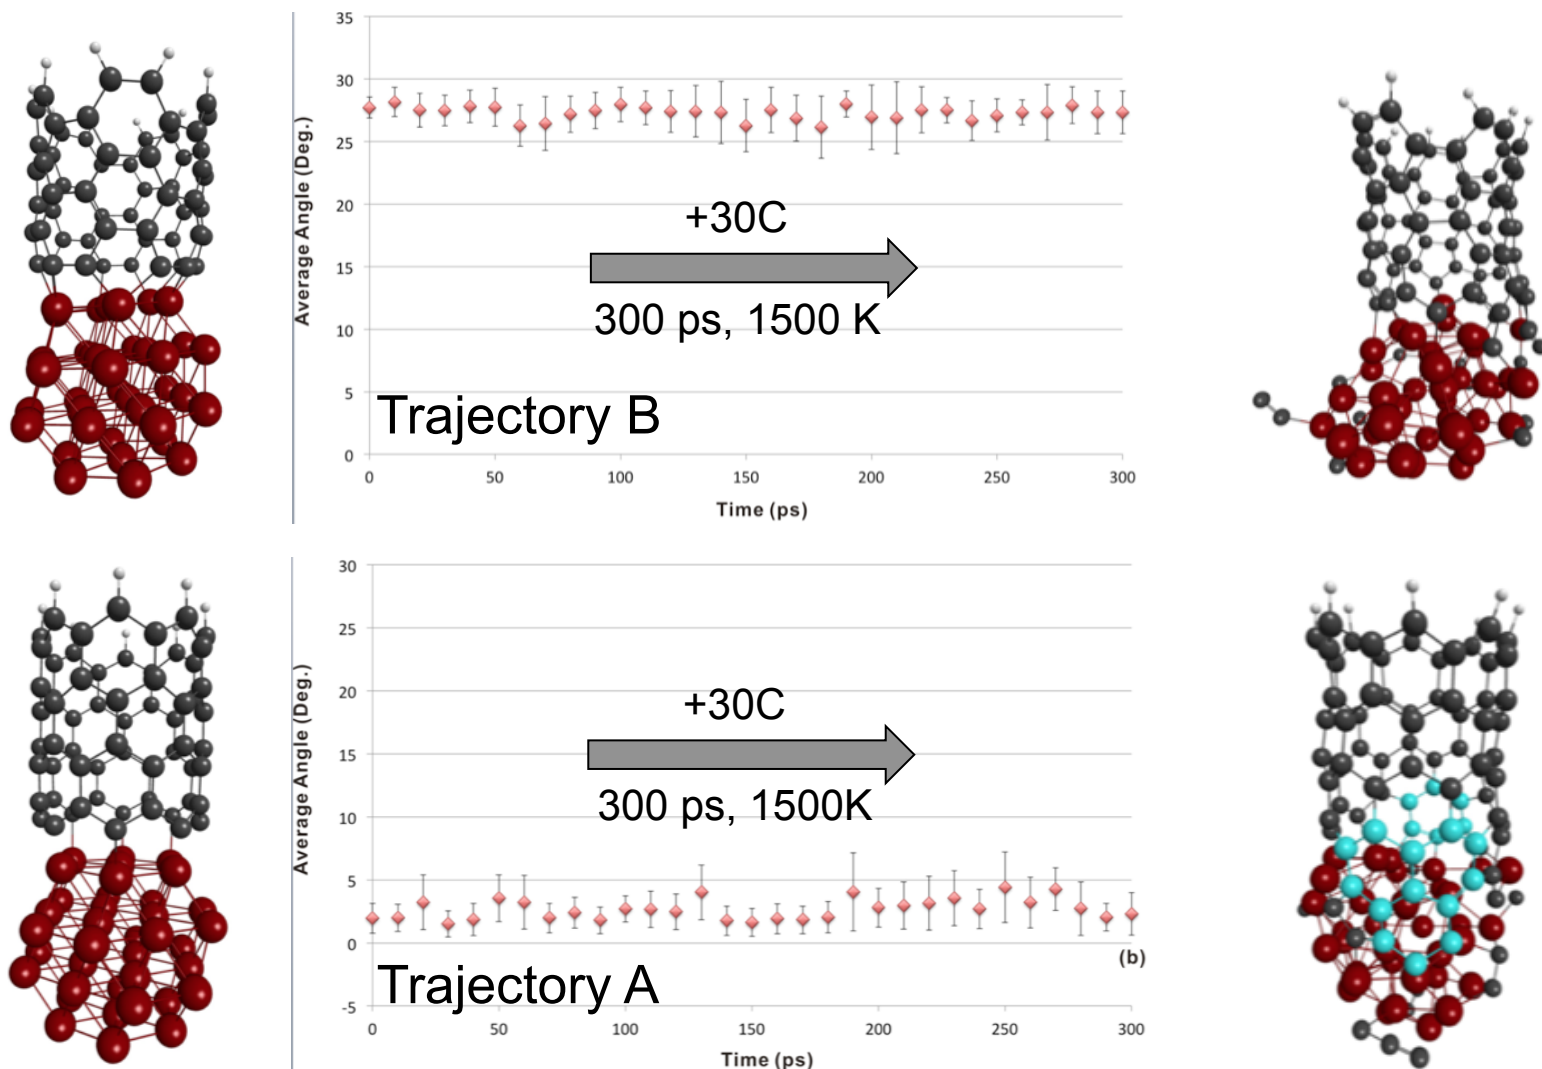 35
30
25
20
15
10
5
0
Average Angle (Deg.)
+30C
300 ps, 1500 K
Trajectory B
0 50 100 150 200 250 300
Time (ps)
30
25
20
15
10
5
0
-5
Average Angle (Deg.)
+30C
300 ps, 1500K
(b)
Trajectory A
0 50 100 150 200 250 300
Time (ps)